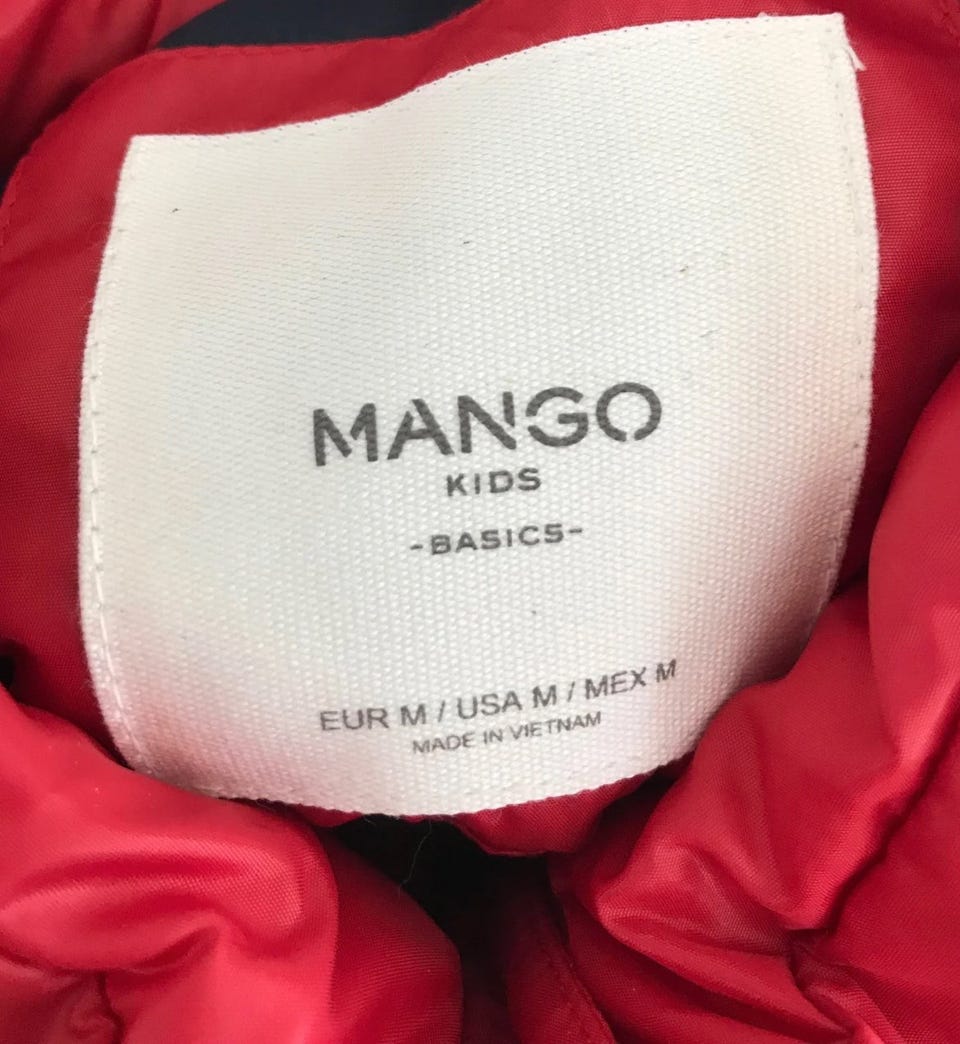 MANGO
KIDS
-BASICS-
EUR M / USA M / MEX M
MADE IN VIETNAM